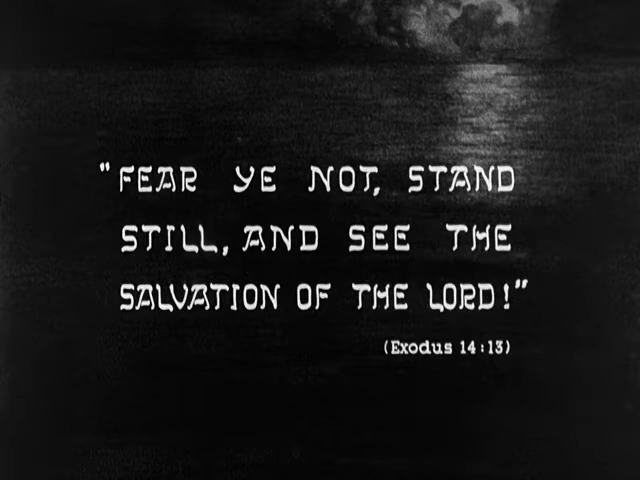 "FEAR YE NOT, STAND
STILL, AND SEE THE
SALVATION OF THE LORD!"
(Exodus 14:13)